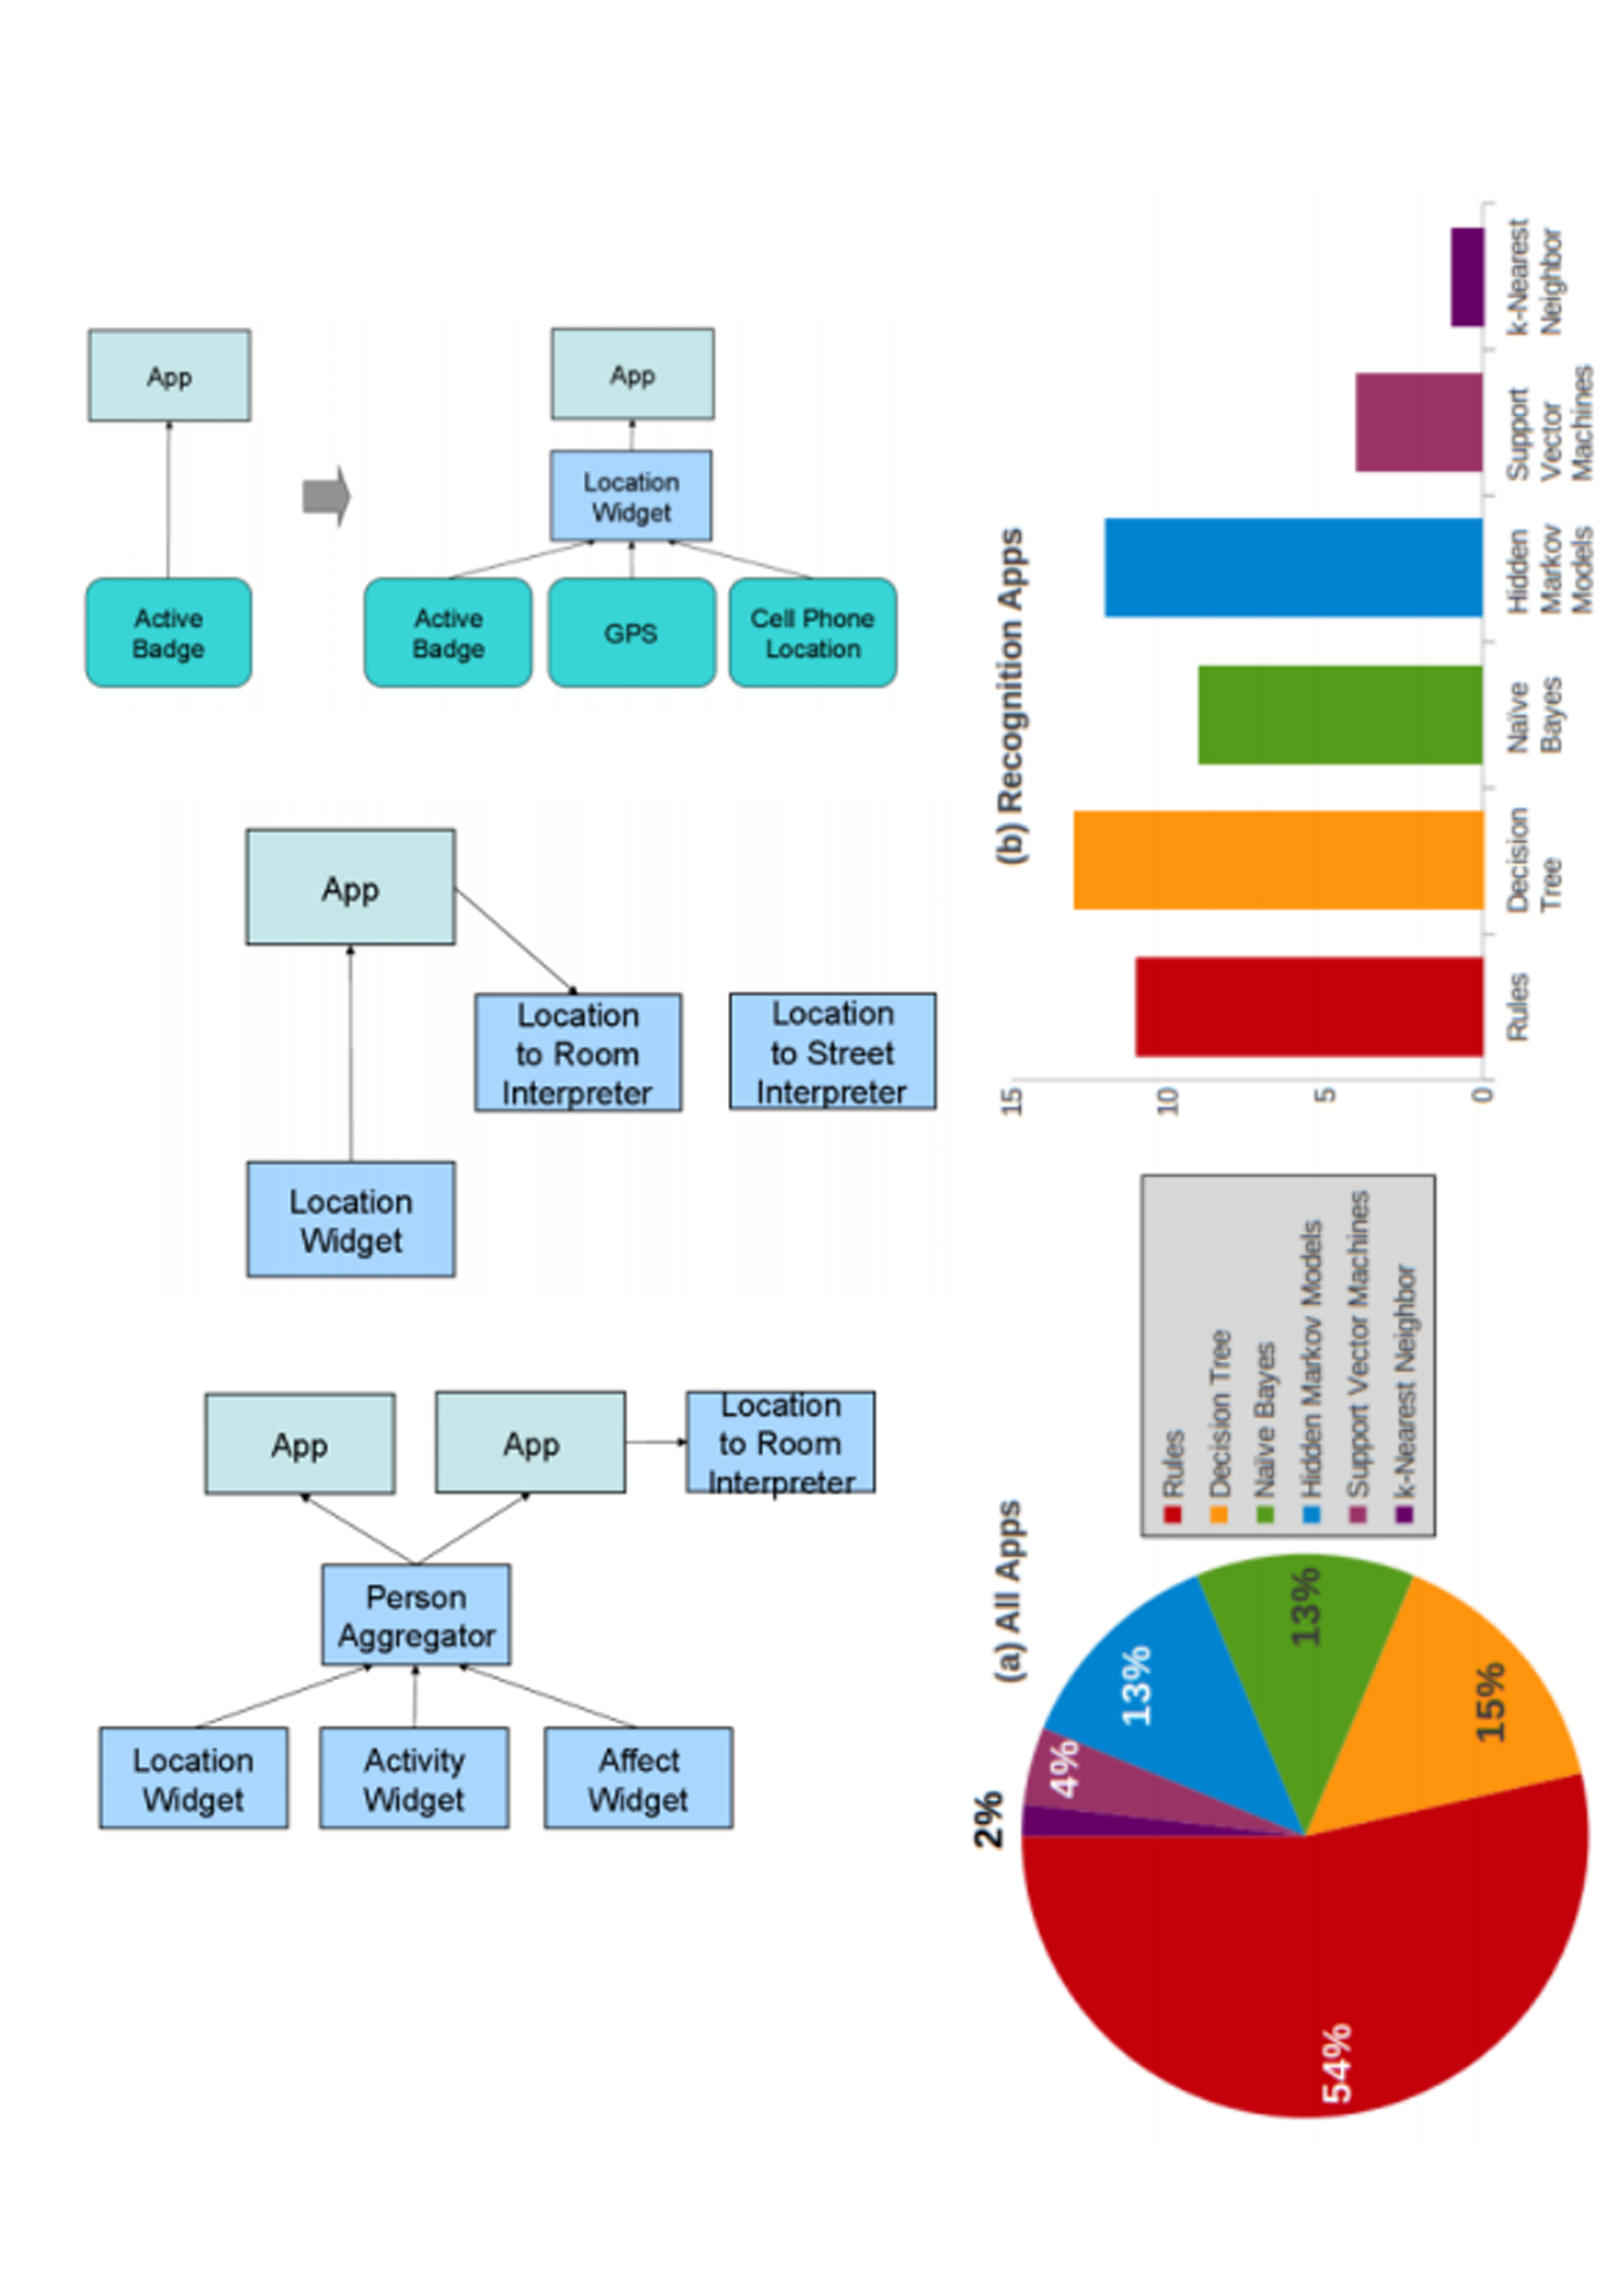 App
App
Location
Widget
Active
Badge
Active
Badge
GPS
Cell Phone
Location
App
Location
to Room
Interpreter
Location
to Street
Interpreter
Location
Widget
App
App
Location
to Room
Interpreter
Person
Aggregator
Location
Widget
Activity
Widget
Affect
Widget
(a) All Apps
2%
4%
13%
13%
15%
54%
Rules
Decision Tree
Naïve Bayes
Hidden Markov Models
Support Vector Machines
k-Nearest Neighbor
(b) Recognition Apps
15
10
5
0
Rules
Decision
Tree
Naïve
Bayes
Hidden
Markov
Models
Support
Vector
Machines
k-Nearest
Neighbor